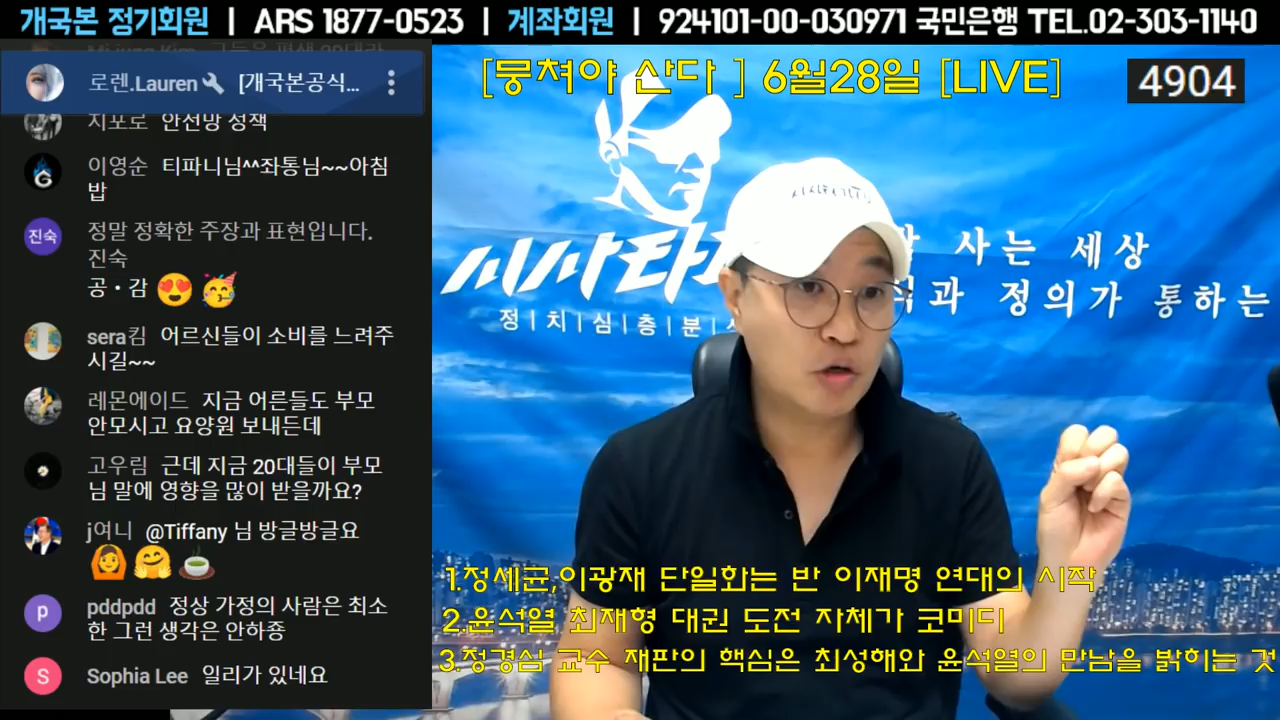 개국본 정기회원 | ARS 1877-0523 | 계좌회원 | 924101-00-030971 국민은행 TEL.02-303-1140
로렌.Lauren [개국본공식...
지포로 안전망 정책
이영순 티파니님^^좌통님~~아침
밥
진숙
정말 정확한 주장과 표현입니다.
진숙
공·감😍🥳
sera킴 어르신들이 소비를 느려주
시길~~
레몬에이드 지금 어른들도 부모
안모시고 요양원 보내든데
고우림 근데 지금 20대들이 부모
님 말에 영향을 많이 받을까요?
j여니 @Tiffany 님 방글방글요
🙆🤗🍵
p
pddpdd 정상 가정의 사람은 최소
한 그런 생각은 안하죵
S
Sophia Lee 일리가 있네요
[뭉쳐야 산다 ] 6월28일 [LIVE]
4904
시사타
사는 세상
과 정의가 통하는
정|치|심|층|분
1.정세균,이광재 단일화는 반 이재명 연대의 시작
2.윤석열 최재형 대권 도전 자체가 코미디
3.정경심 교수 재판의 핵심은 최성해와 윤석열의 만남을 밝히는 것